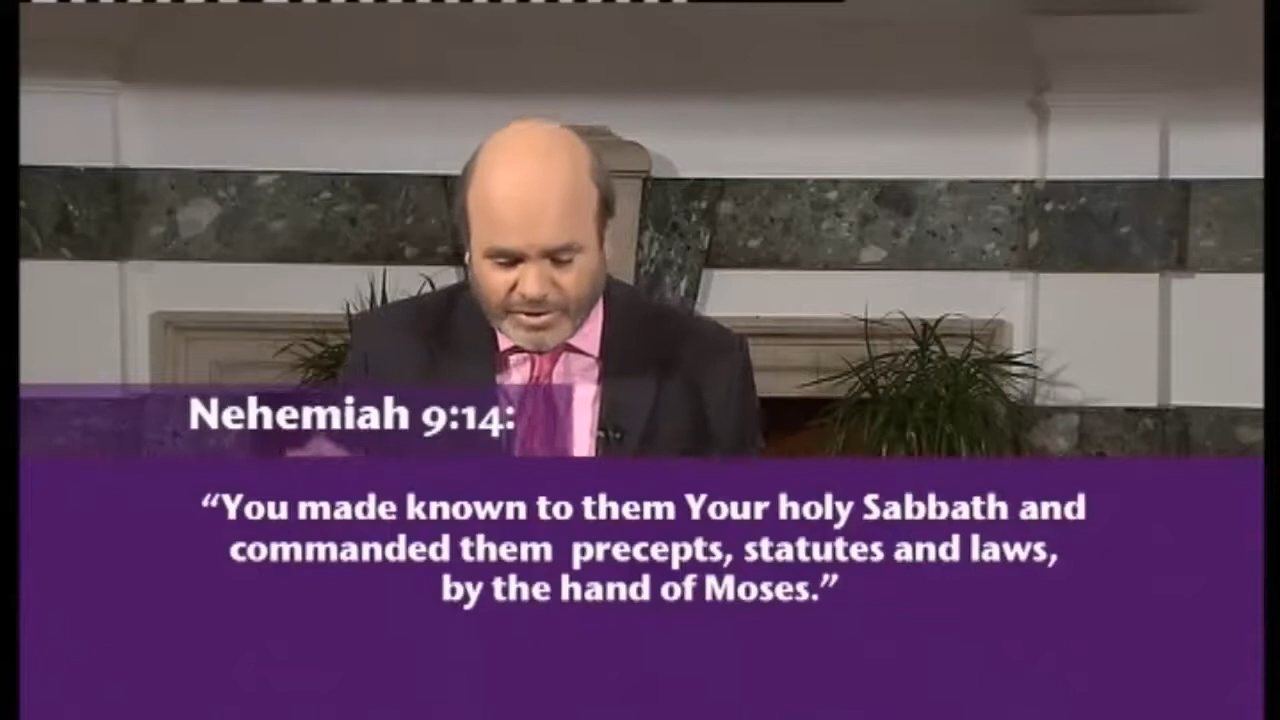 Nehemiah 9:14:
“You made known to them Your holy Sabbath and
commanded them precepts, statutes and laws,
by the hand of Moses.”